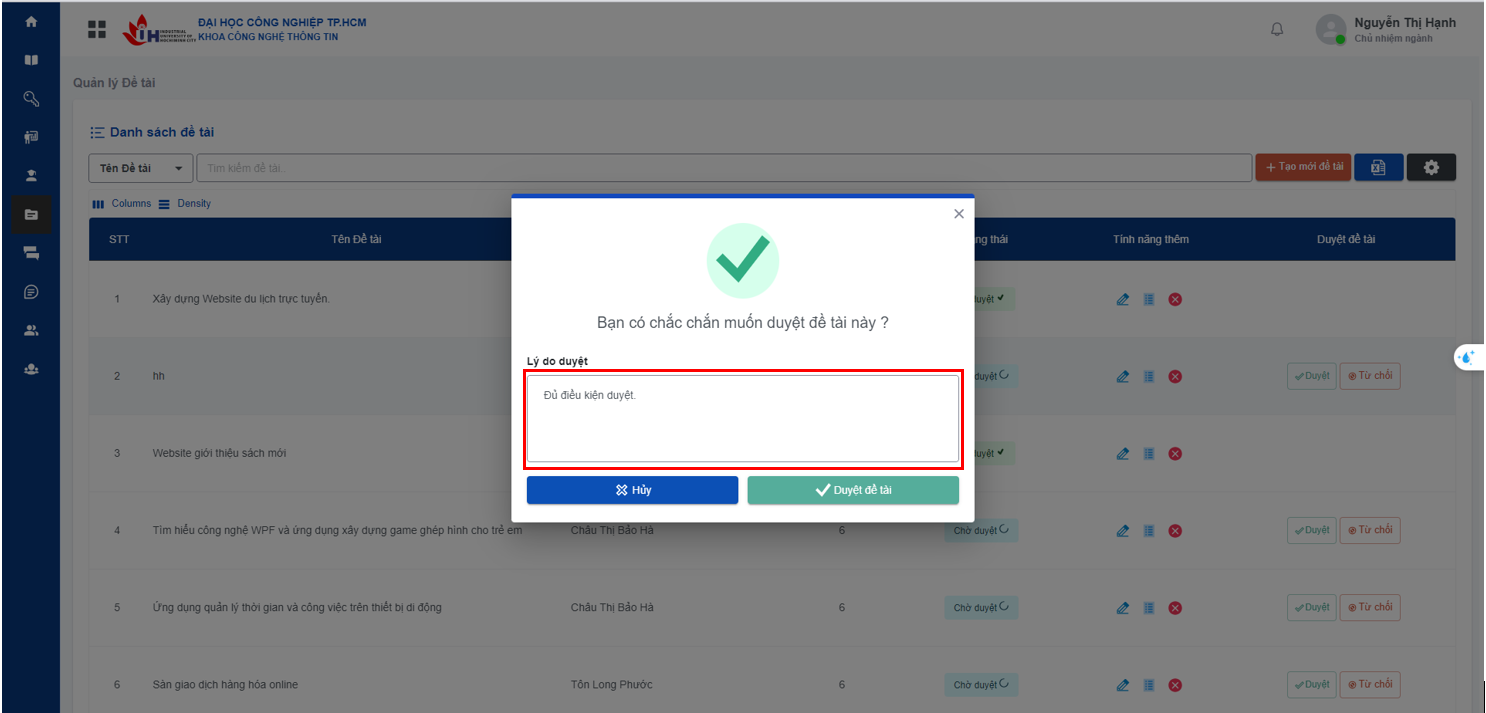 ĐẠI HỌC CÔNG NGHIỆP TP.HCM
KHOA CÔNG NGHỆ THÔNG TIN
INDUSTRIAL
UNIVERSITY OF
HOCHIMINH CITY
Nguyễn Thị Hạnh
Chủ nhiệm ngành
Quản lý Đề tài
Danh sách đề tài
Tên Đề tài
Tìm kiếm đề tài..
+ Tạo mới đề tài
Columns Density
STT Tên Đề tài ng thái Tính năng thêm Duyệt đề tài
1 Xây dựng Website du lịch trực tuyến. duyệt
2 hh duyệt Duyệt Từ chối
3 Website giới thiệu sách mới duyệt
4 Tìm hiểu công nghệ WPF và ứng dụng xây dựng game ghép hình cho trẻ em Châu Thị Bảo Hà 6 Chờ duyệt Duyệt Từ chối
5 Ứng dụng quản lý thời gian và công việc trên thiết bị di động Châu Thị Bảo Hà 6 Chờ duyệt Duyệt Từ chối
6 Sàn giao dịch hàng hóa online Tôn Long Phước 6 Chờ duyệt Duyệt Từ chối
Bạn có chắc chắn muốn duyệt đề tài này ?
Lý do duyệt
Đủ điều kiện duyệt.
Hủy Duyệt đề tài